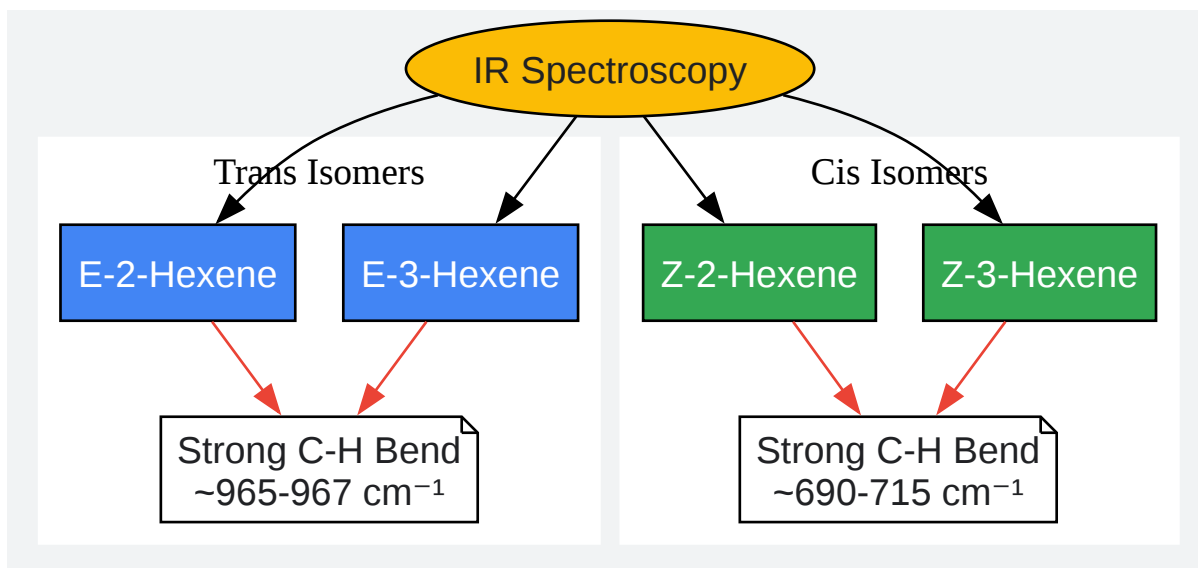 IR Spectroscopy
Trans Isomers
Cis Isomers
E-2-Hexene
E-3-Hexene
Z-2-Hexene
Z-3-Hexene
Strong C-H Bend
~965-967 cm⁻¹
Strong C-H Bend
~690-715 cm⁻¹